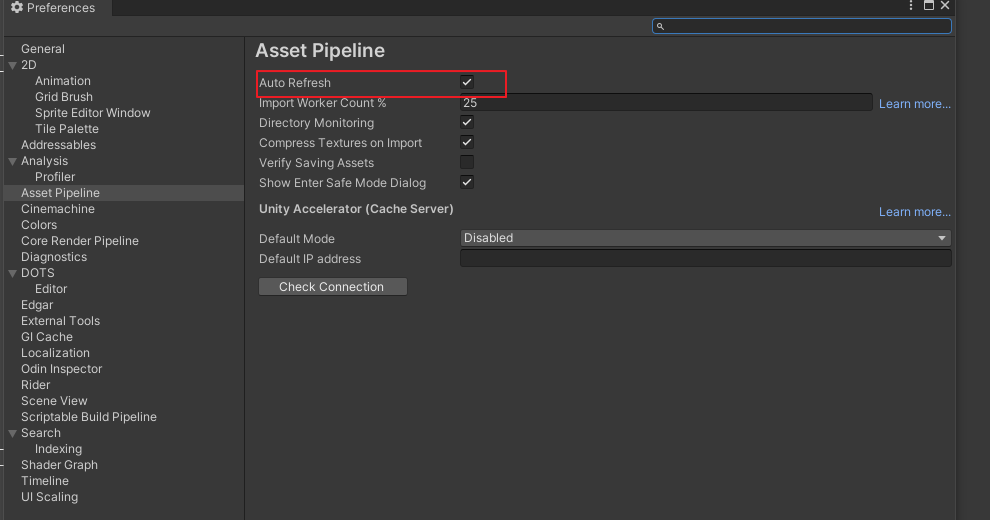 Preferences
General
2D
Animation
Grid Brush
Sprite Editor Window
Tile Palette
Addressables
Analysis
Profiler
Asset Pipeline
Cinemachine
Colors
Core Render Pipeline
Diagnostics
DOTS
Editor
Edgar
External Tools
GI Cache
Localization
Odin Inspector
Rider
Scene View
Scriptable Build Pipeline
Search
Indexing
Shader Graph
Timeline
UI Scaling
Asset Pipeline
Auto Refresh
Import Worker Count % 25 Learn more...
Directory Monitoring
Compress Textures on Import
Verify Saving Assets
Show Enter Safe Mode Dialog
Unity Accelerator (Cache Server) Learn more...
Default Mode Disabled
Default IP address
Check Connection